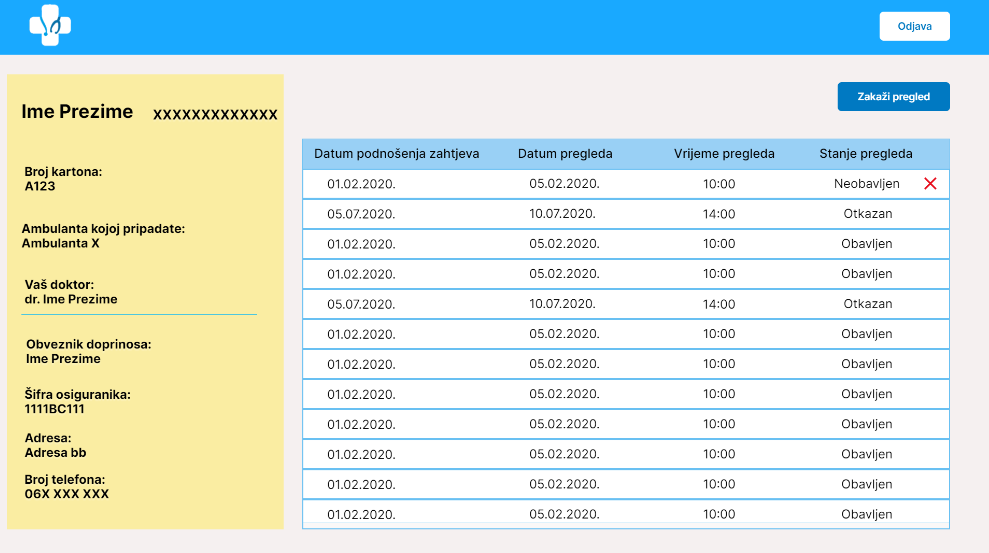 Odjava
Ime Prezime XXXXXXXXXXXXX
Broj kartona:
A123
Ambulanta kojoj pripadate:
Ambulanta X
Vaš doktor:
dr. Ime Prezime
Obveznik doprinosa:
Ime Prezime
Šifra osiguranika:
1111BC111
Adresa:
Adresa bb
Broj telefona:
06X XXX XXX
Zakaži pregled
Datum podnošenja zahtjeva Datum pregleda Vrijeme pregleda Stanje pregleda
01.02.2020. 05.02.2020. 10:00 Neobavljen
05.07.2020. 10.07.2020. 14:00 Otkazan
01.02.2020. 05.02.2020. 10:00 Obavljen
01.02.2020. 05.02.2020. 10:00 Obavljen
05.07.2020. 10.07.2020. 14:00 Otkazan
01.02.2020. 05.02.2020. 10:00 Obavljen
01.02.2020. 05.02.2020. 10:00 Obavljen
01.02.2020. 05.02.2020. 10:00 Obavljen
01.02.2020. 05.02.2020. 10:00 Obavljen
01.02.2020. 05.02.2020. 10:00 Obavljen
01.02.2020. 05.02.2020. 10:00 Obavljen
01.02.2020. 05.02.2020. 10:00 Obavljen